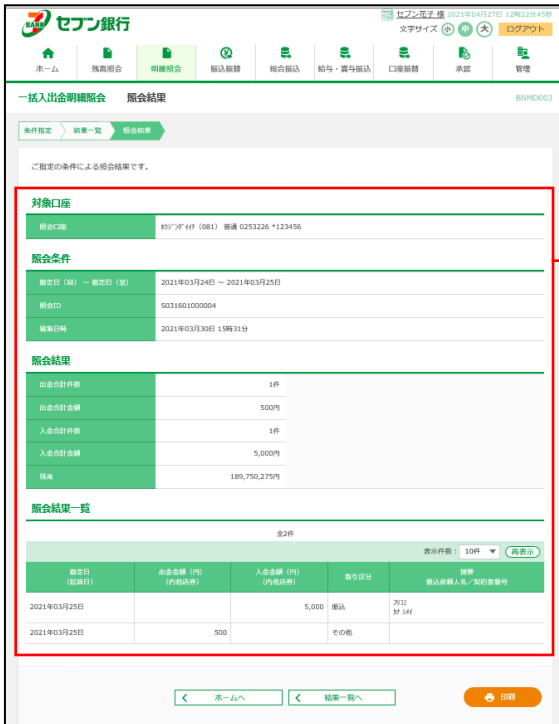 セブン銀行
セブン花子 様 2021年04月27日 12時22分45秒
文字サイズ 小 中 大 ログアウト
ホーム 残高照会 明細照会 振込振替 総合振込 給与・賞与振込 口座振替 承認 管理
一括入出金明細照会 照会結果 BNMD003
条件指定 結果一覧 照会結果
ご指定の条件による照会結果です。
対象口座
照会口座 ﾎｳｼﾞﾝﾀﾞｲｲﾁ (081) 普通 0253226 *123456
照会条件
勘定日（自）～勘定日（至） 2021年03月24日 ～ 2021年03月25日
照会ID S031601000004
編集日時 2021年03月30日 15時31分
照会結果
出金合計件数 1件
出金合計金額 500円
入金合計件数 1件
入金合計金額 5,000円
残高 189,750,275円
照会結果一覧
全2件
表示件数： 10件 再表示
勘定日 出金金額（円） 入金金額（円） 取引区分 摘要
（起算日） （内他店券） （内他店券） 振込依頼人名／契約者番号
2021年03月25日 5,000 振込 ﾌﾘｺﾐ
ｶﾅ ｼﾒｲ
2021年03月25日 500 その他
ホームへ 結果一覧へ 印刷